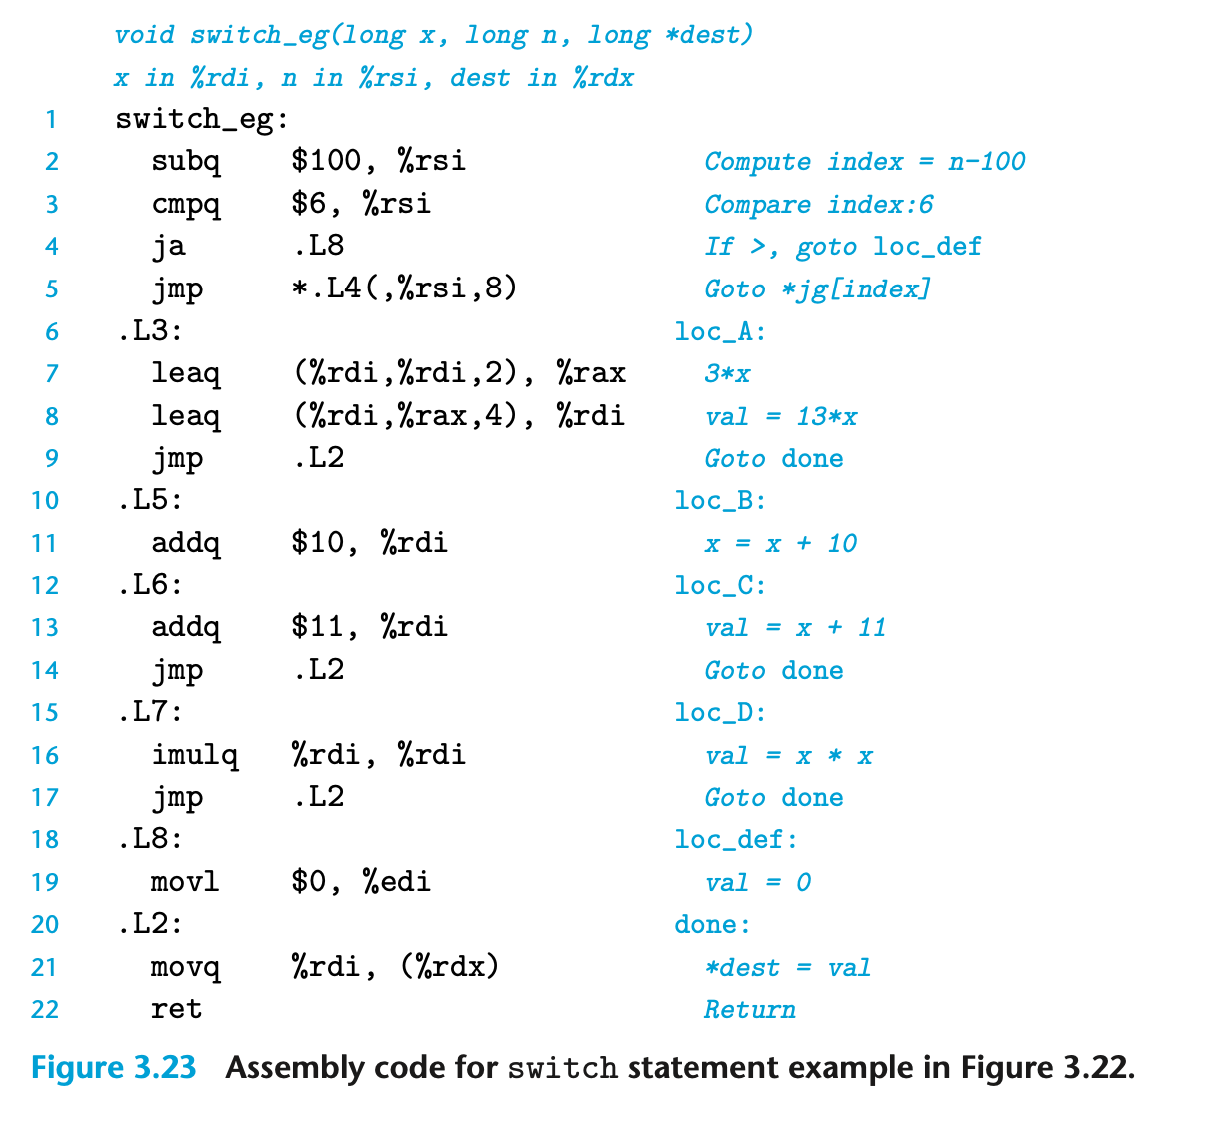 void switch_eg(long x, long n, long *dest)
x in %rdi, n in %rsi, dest in %rdx
1 switch_eg:
2 subq $100, %rsi Compute index = n-100
3 cmpq $6, %rsi Compare index:6
4 ja .L8 If >, goto loc_def
5 jmp *.L4(,%rsi,8) Goto *jg[index]
6 .L3: loc_A:
7 leaq (%rdi,%rdi,2), %rax 3*x
8 leaq (%rdi,%rax,4), %rdi val = 13*x
9 jmp .L2 Goto done
10 .L5: loc_B:
11 addq $10, %rdi x = x + 10
12 .L6: loc_C:
13 addq $11, %rdi val = x + 11
14 jmp .L2 Goto done
15 .L7: loc_D:
16 imulq %rdi, %rdi val = x * x
17 jmp .L2 Goto done
18 .L8: loc_def:
19 movl $0, %edi val = 0
20 .L2: done:
21 movq %rdi, (%rdx) *dest = val
22 ret Return
Figure 3.23 Assembly code for switch statement example in Figure 3.22.